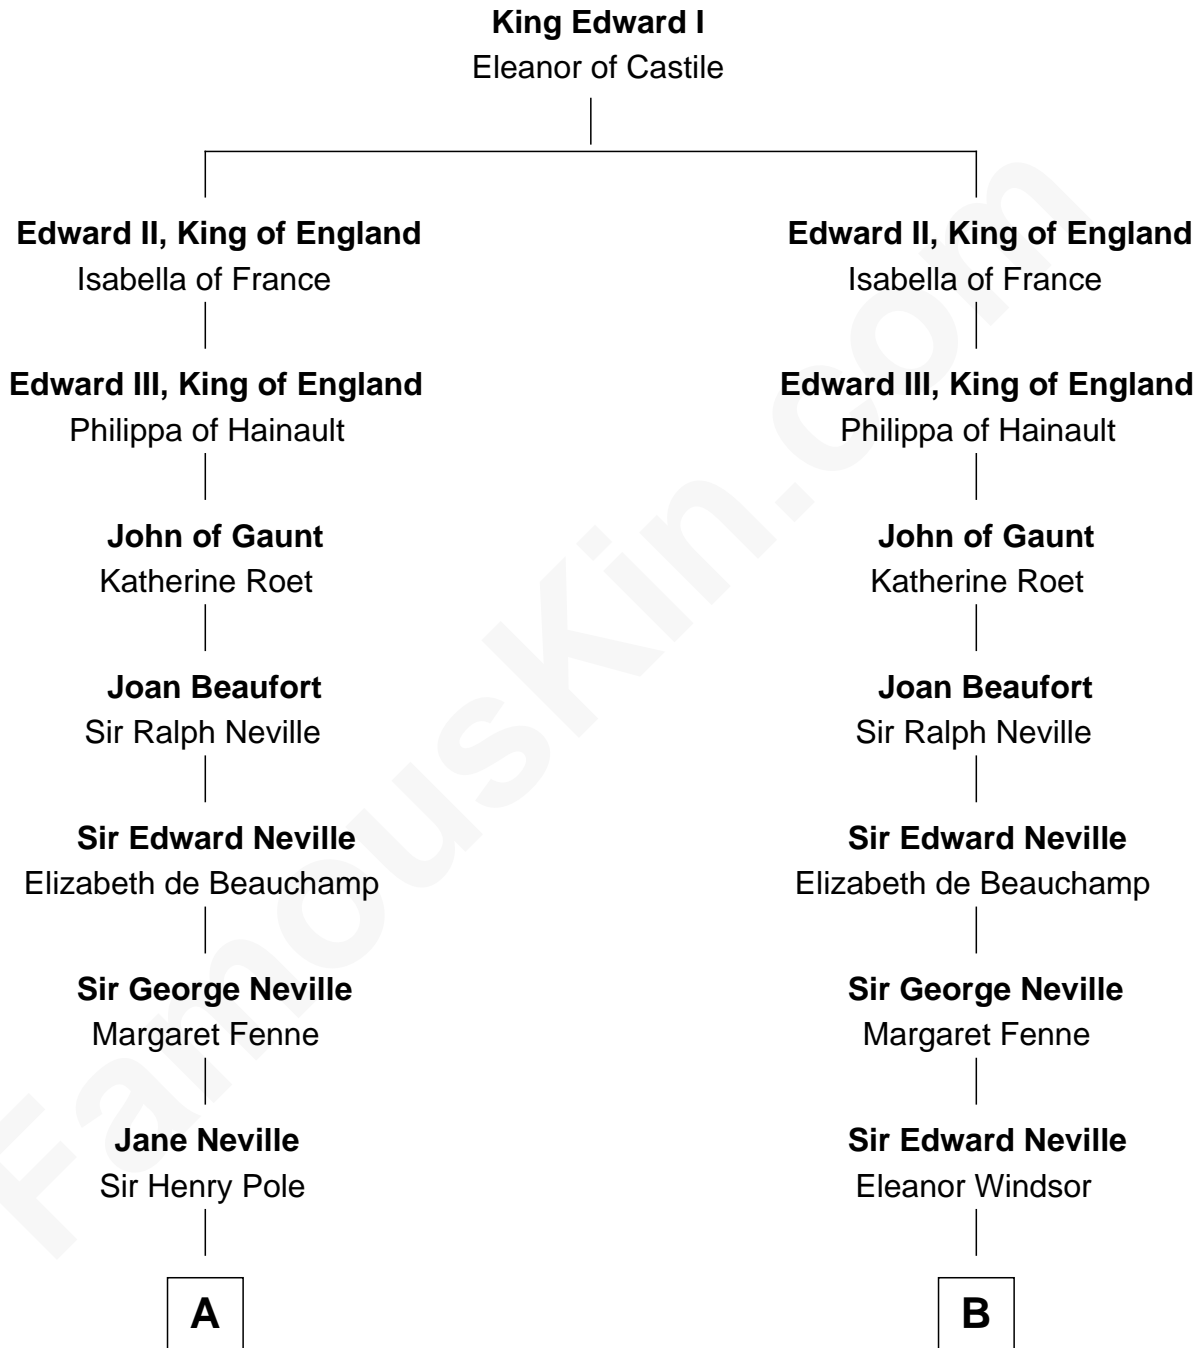 King Edward I
Eleanor of Castile
Edward II, King of England
Isabella of France
Edward III, King of England
Philippa of Hainault
John of Gaunt
Katherine Roet
Joan Beaufort
Sir Ralph Neville
Sir Edward Neville
Elizabeth de Beauchamp
Sir George Neville
Margaret Fenne
Jane Neville
Sir Henry Pole
A
Edward II, King of England
Isabella of France
Edward III, King of England
Philippa of Hainault
John of Gaunt
Katherine Roet
Joan Beaufort
Sir Ralph Neville
Sir Edward Neville
Elizabeth de Beauchamp
Sir George Neville
Margaret Fenne
Sir Edward Neville
Eleanor Windsor
B
FamousKin.com